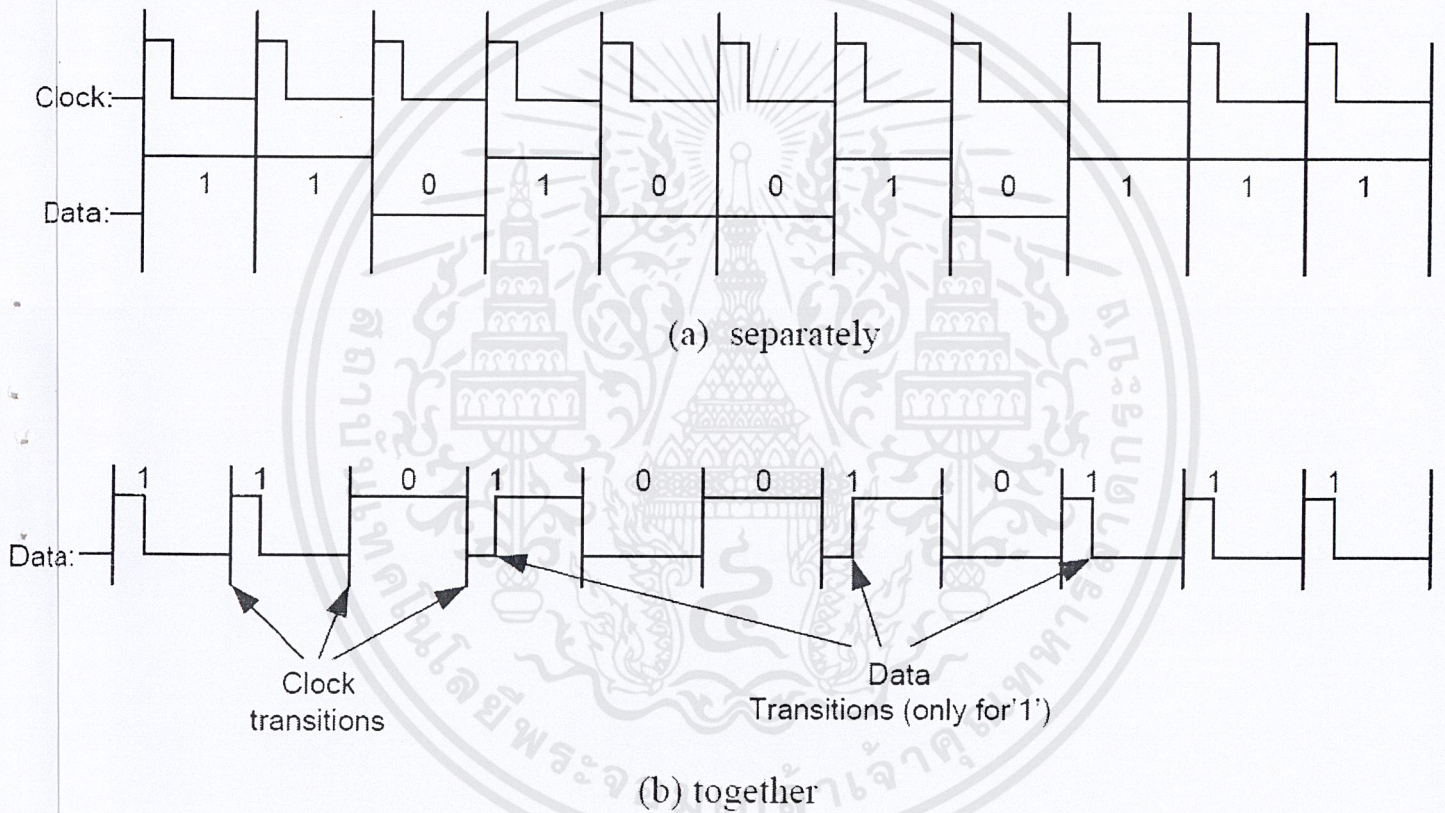 Clock:
1 1 0 1 0 0 1 0 1 1 1
Data:
(a) separately
1 1 0 1 0 0 1 0 1 1 1
Data:
Clock
transitions
Data
Transitions (only for'1')
(b) together